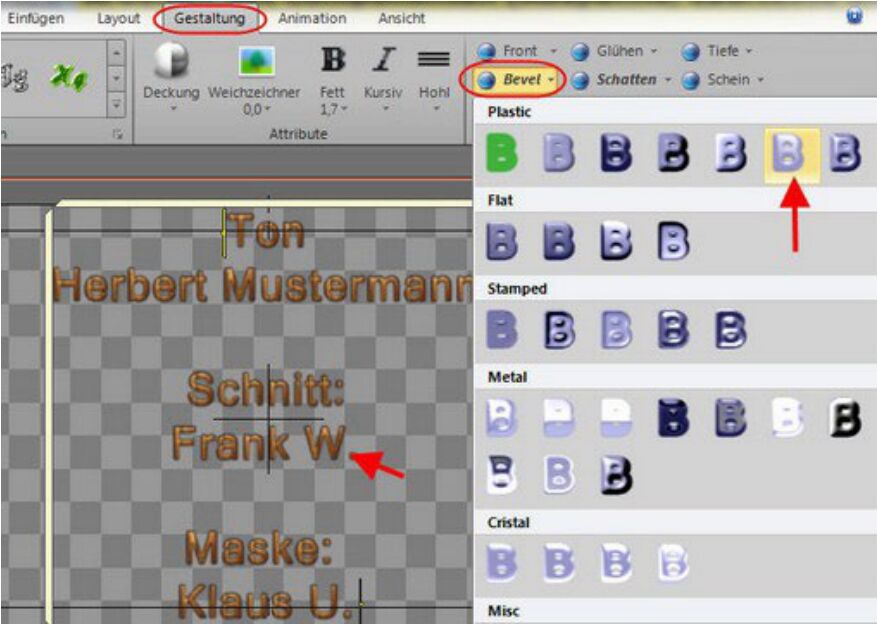 Einfügen Layout Gestaltung Animation Ansicht
Front Glühen Tiefe
Bevel Schatten Schein
Deckung Weichzeichner Fett Kursiv Hohl
0,0 1,7
Attribute
Plastic
Flat
Stamped
Metal
Cristal
Misc
Ton
Herbert Mustermann
Schnitt:
Frank W.
Maske:
Klaus U.